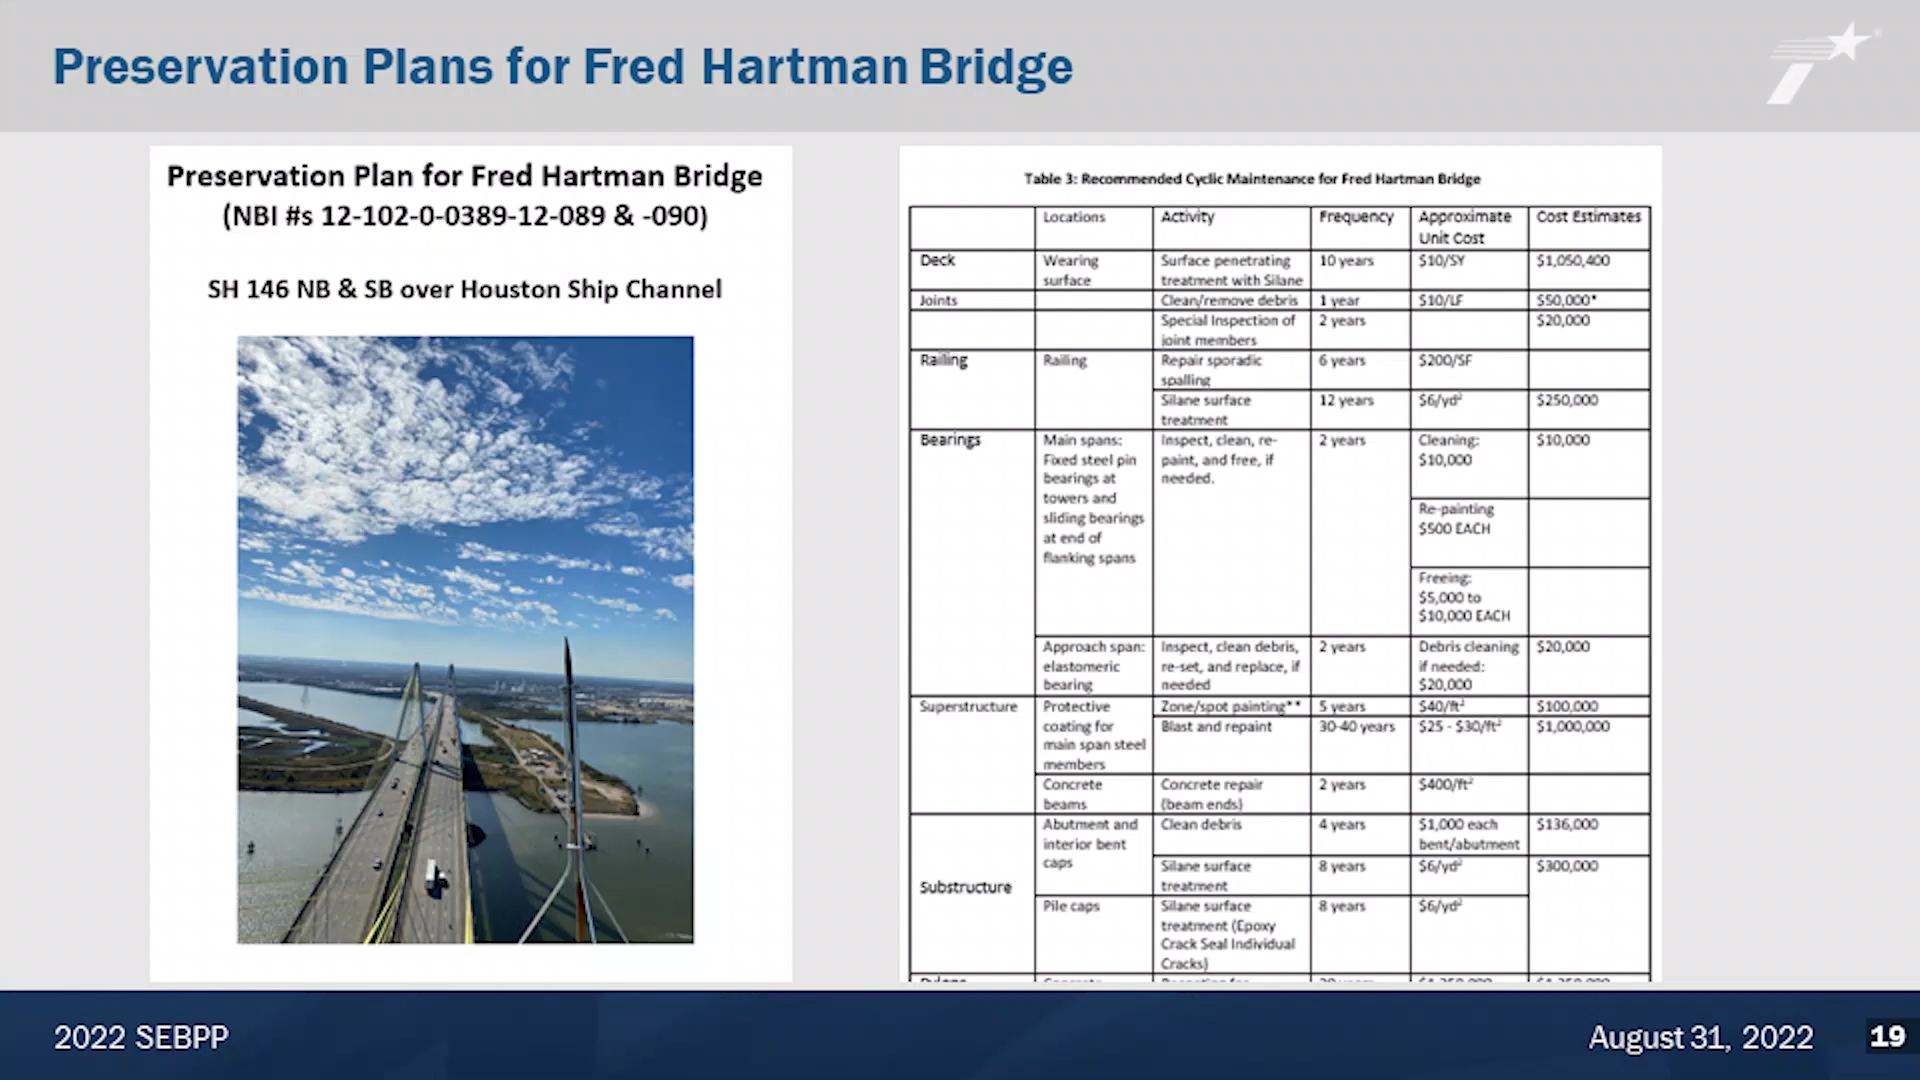 Preservation Plans for Fred Hartman Bridge
Preservation Plan for Fred Hartman Bridge
(NBI #s 12-102-0-0389-12-089 & -090)
SH 146 NB & SB over Houston Ship Channel
Table 3: Recommended Cyclic Maintenance for Fred Hartman Bridge
Locations Activity Frequency Approximate Cost Estimates
Unit Cost
Deck Wearing Surface penetrating 10 years $10/SY $1,050,400
surface treatment with Silane
Joints Clean/remove debris 1 year $10/LF $50,000*
Special Inspection of 2 years $20,000
joint members
Railing Railing Repair sporadic 6 years $200/SF
spalling
Silane surface 12 years $6/yd² $250,000
treatment
Bearings Main spans: Inspect, clean, re- 2 years Cleaning: $10,000
Fixed steel pin paint, and free, if $10,000
bearings at needed.
towers and
Re-painting
sliding bearings
$500 EACH
at end of
flanking spans
Freeing:
$5,000 to
$10,000 EACH
Approach span: Inspect, clean debris, 2 years Debris cleaning $20,000
elastomeric re-set, and replace, if if needed:
bearing needed $20,000
Superstructure Protective Zone/spot painting** 5 years $40/ft² $100,000
coating for Blast and repaint 30-40 years $25 - $30/ft² $1,000,000
main span steel
members
Concrete Concrete repair 2 years $400/ft²
beams (beam ends)
Abutment and Clean debris 4 years $1,000 each $136,000
interior bent bent/abutment
caps Silane surface 8 years $6/yd² $300,000
treatment
Substructure
Pile caps Silane surface 8 years $6/yd²
treatment (Epoxy
Crack Seal Individual
Cracks)
2022 SEBPP
August 31, 2022 19